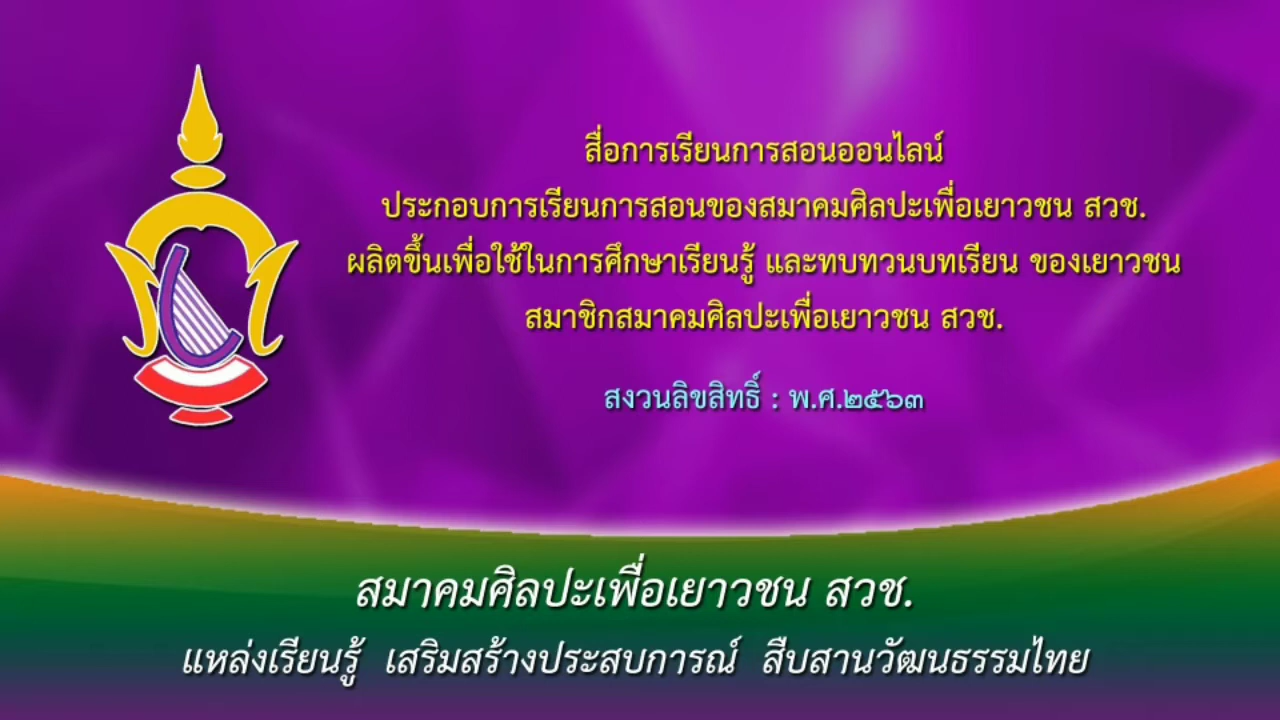 สื่อการเรียนการสอนออนไลน์
ประกอบการเรียนการสอนของสมาคมศิลปะเพื่อเยาวชน สวช.
ผลิตขึ้นเพื่อใช้ในการศึกษาเรียนรู้ และทบทวนบทเรียน ของเยาวชน
สมาชิกสมาคมศิลปะเพื่อเยาวชน สวช.
สงวนลิขสิทธิ์ : พ.ศ.๒๕๖๓
สมาคมศิลปะเพื่อเยาวชน สวช.
แหล่งเรียนรู้ เสริมสร้างประสบการณ์ สืบสานวัฒนธรรมไทย